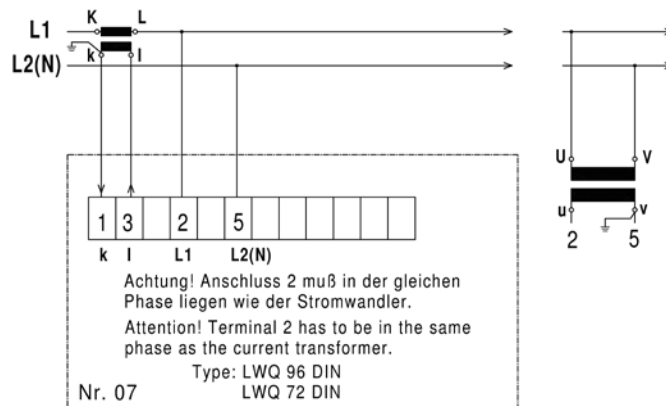 K L
L1
k l
L2(N)
U V
u v
2 5
1 3 2 5
k l L1 L2(N)
Achtung! Anschluss 2 muß in der gleichen
Phase liegen wie der Stromwandler.
Attention! Terminal 2 has to be in the same
phase as the current transformer.
Type: LWQ 96 DIN
Nr. 07 LWQ 72 DIN